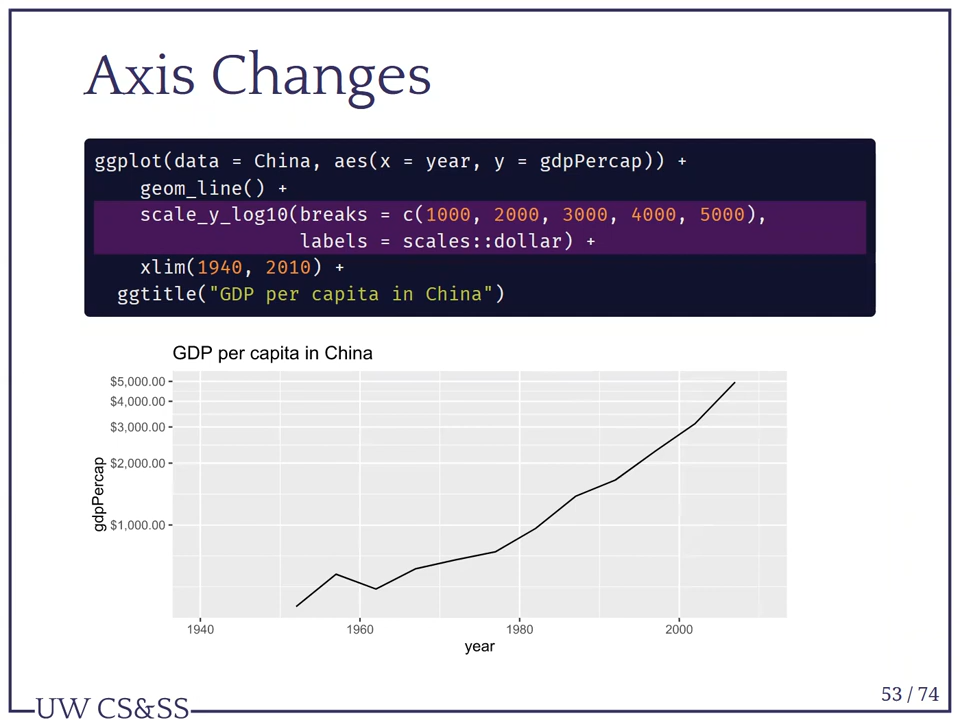 Axis Changes
ggplot(data = China, aes(x = year, y = gdpPercap)) +
    geom_line() +
    scale_y_log10(breaks = c(1000, 2000, 3000, 4000, 5000),
                  labels = scales::dollar) +
    xlim(1940, 2010) +
  ggtitle("GDP per capita in China")
GDP per capita in China
$5,000.00
$4,000.00
$3,000.00
$2,000.00
$1,000.00
gdpPercap
1940 1960 1980 2000
year
53 / 74
UW CS&SS